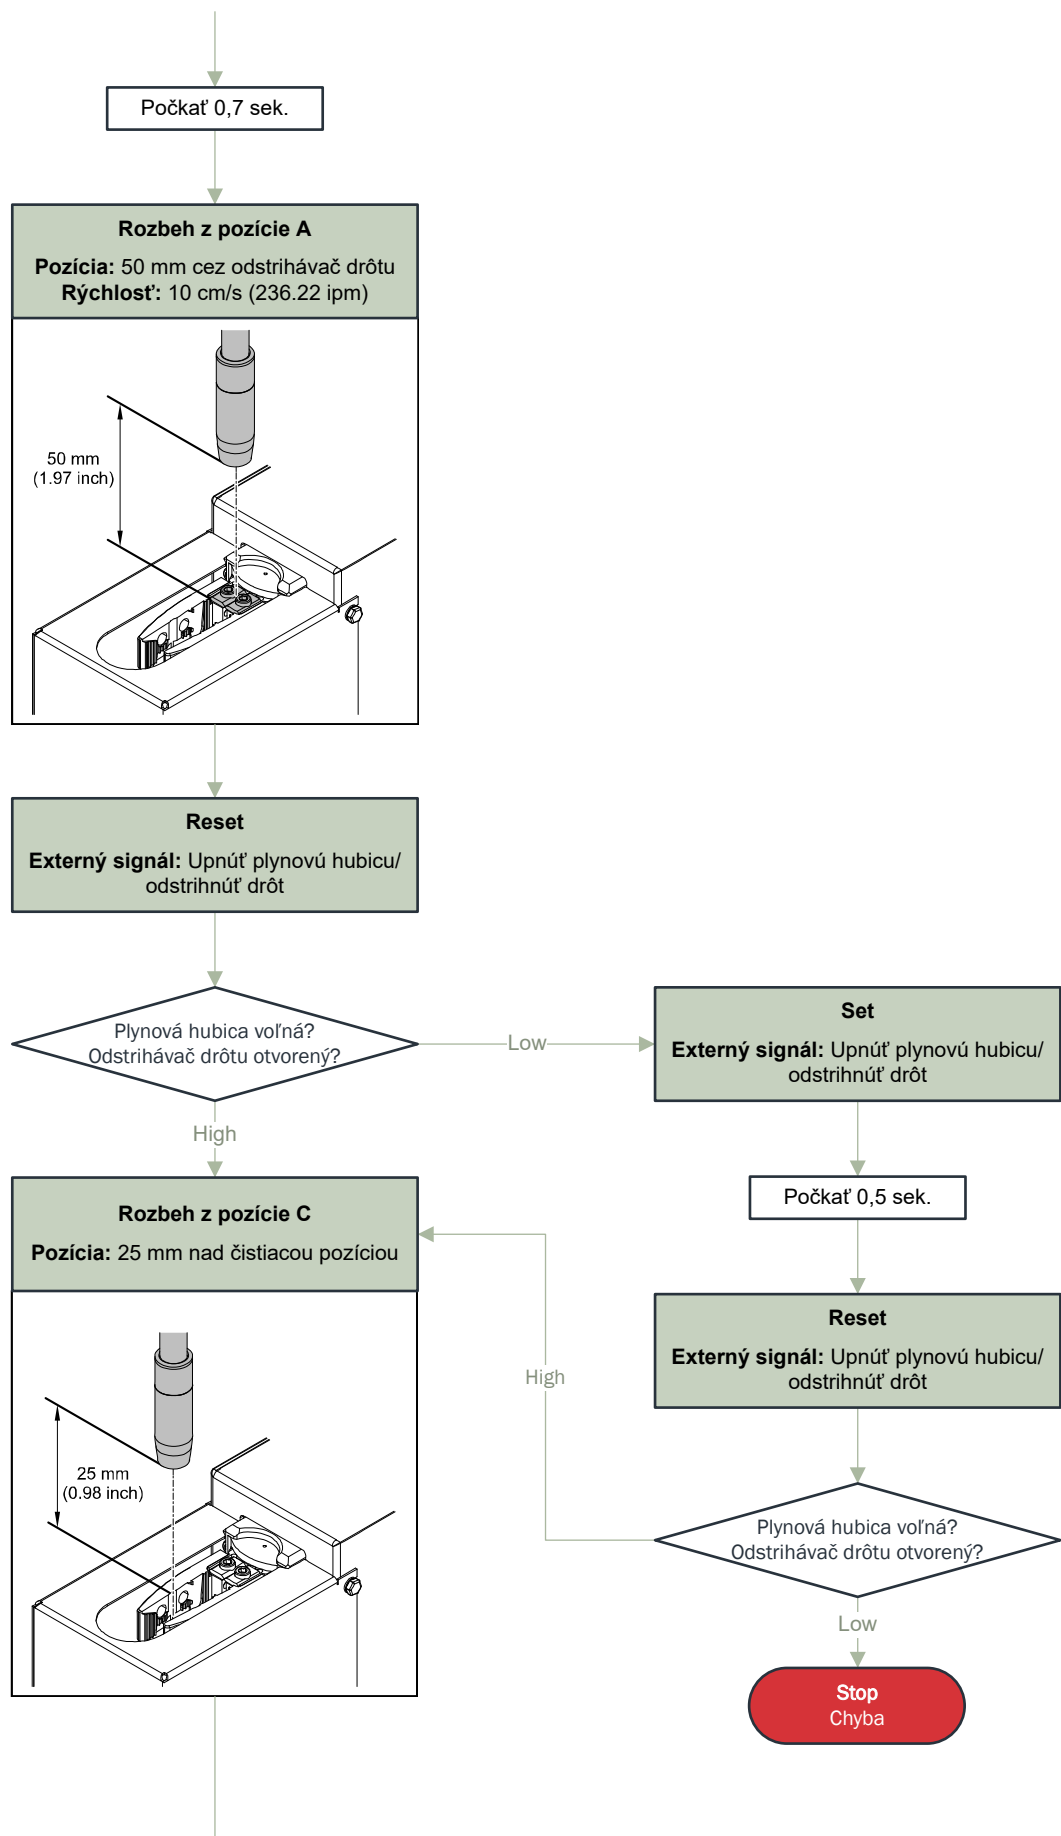 Počkať 0,7 sek.
Rozbeh z pozície A
Pozícia: 50 mm cez odstrihávač drôtu
Rýchlosť: 10 cm/s (236.22 ipm)
50 mm
(1.97 inch)
Reset
Externý signál: Upnúť plynovú hubicu/
odstrihnúť drôt
Plynová hubica voľná?
Odstrihávač drôtu otvorený?
Low
Set
Externý signál: Upnúť plynovú hubicu/
odstrihnúť drôt
High
Počkať 0,5 sek.
Rozbeh z pozície C
Pozícia: 25 mm nad čistiacou pozíciou
Reset
Externý signál: Upnúť plynovú hubicu/
odstrihnúť drôt
High
25 mm
(0.98 inch)
Plynová hubica voľná?
Odstrihávač drôtu otvorený?
Low
Stop
Chyba